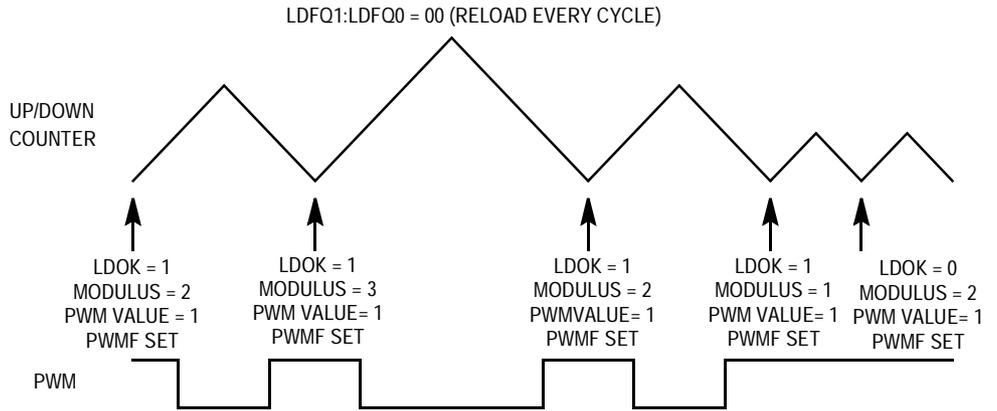 LDFQ1:LDFQ0 = 00 (RELOAD EVERY CYCLE)
UP/DOWN
COUNTER
LDOK = 1
MODULUS = 2
PWM VALUE = 1
PWMF SET
LDOK = 1
MODULUS = 3
PWM VALUE= 1
PWMF SET
LDOK = 1
MODULUS = 2
PWMVALUE= 1
PWMF SET
LDOK = 1
MODULUS = 1
PWM VALUE= 1
PWMF SET
LDOK = 0
MODULUS = 2
PWM VALUE= 1
PWMF SET
PWM